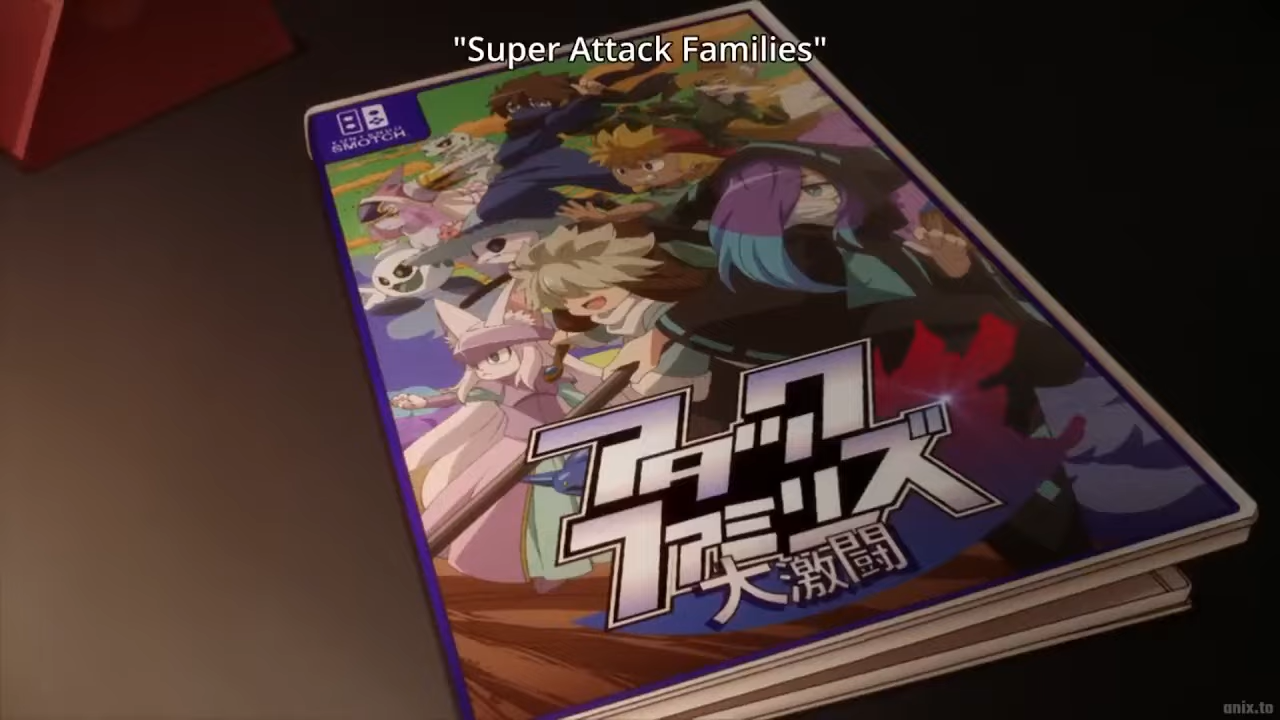 "Super Attack Families"
SMOTCH
アタック
ファミリーズ
大激闘
anix.to